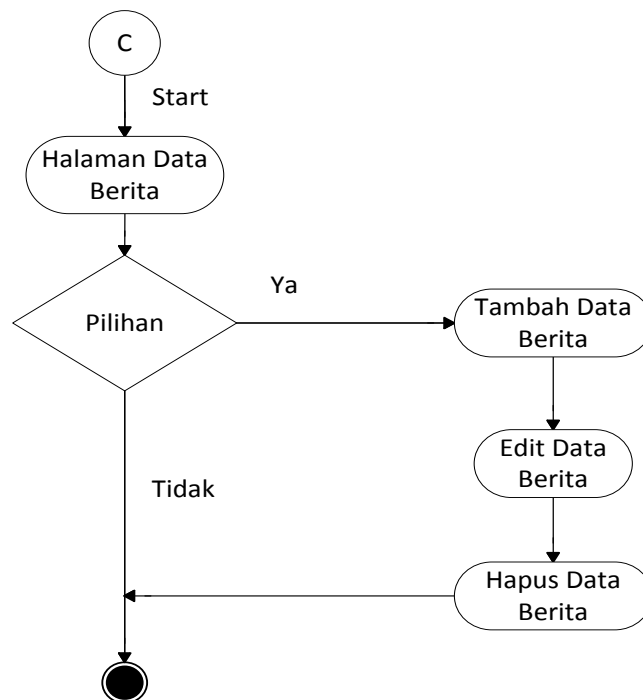 C
Start
Halaman Data
Berita
Pilihan
Ya
Tambah Data
Berita
Edit Data
Berita
Tidak
Hapus Data
Berita